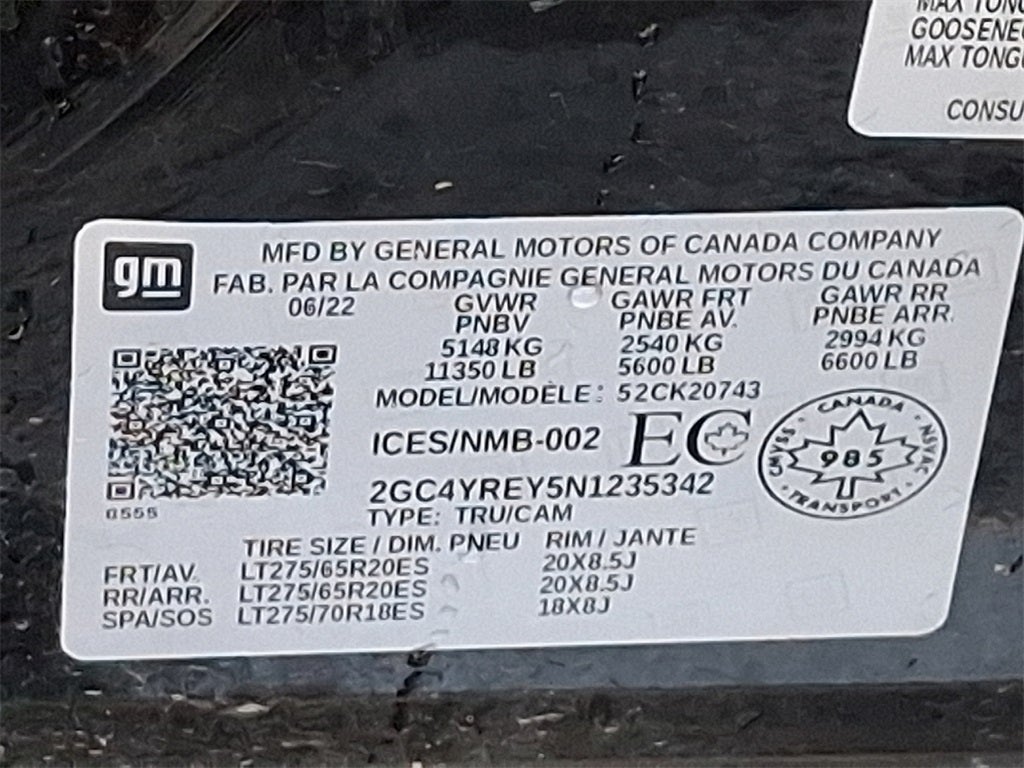 MAX TONG
GOOSENE
MAX TONG
CONSU
gm
MFD BY GENERAL MOTORS OF CANADA COMPANY
FAB. PAR LA COMPAGNIE GENERAL MOTORS DU CANADA
06/22 GVWR GAWR FRT GAWR RR
PNBV PNBE AV. PNBE ARR.
5148 KG 2540 KG 2994 KG
11350 LB 5600 LB 6600 LB
MODEL/MODÈLE: 52CK20743
ICES/NMB-002 EC
CANADA
CMVSS 985 NSVAC
TRANSPORT
2GC4YREY5N1235342
0555
TYPE: TRU/CAM
TIRE SIZE / DIM. PNEU RIM / JANTE
FRT/AV. LT275/65R20ES 20X8.5J
RR/ARR. LT275/65R20ES 20X8.5J
SPA/SOS LT275/70R18ES 18X8J